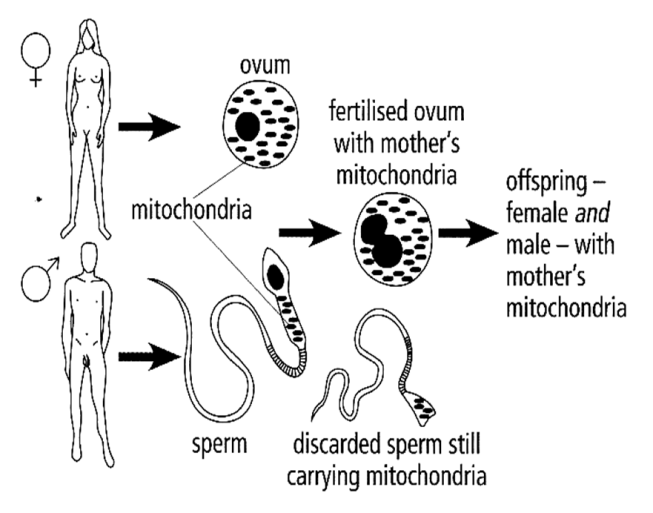 ovum
fertilised ovum
with mother's
mitochondria
mitochondria
offspring –
female and
male – with
mother's
mitochondria
sperm
discarded sperm still
carrying mitochondria